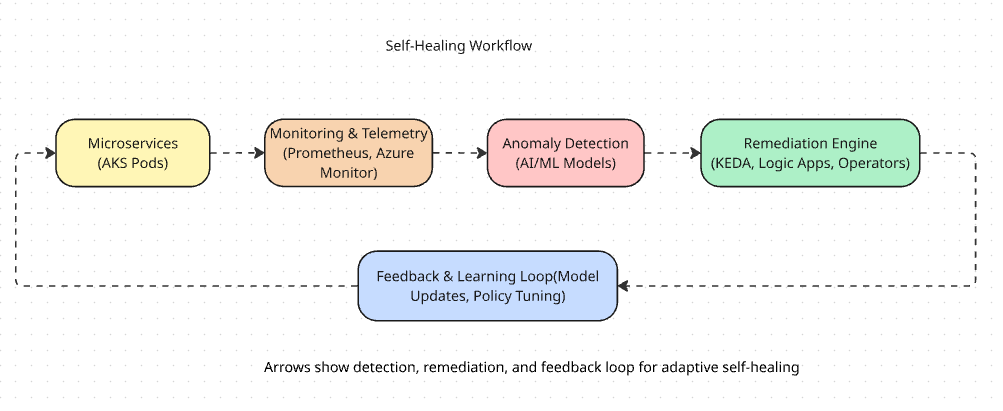 Self-Healing Workflow
Microservices
(AKS Pods)
Monitoring & Telemetry
(Prometheus, Azure
Monitor)
Anomaly Detection
(AI/ML Models)
Remediation Engine
(KEDA, Logic Apps, Operators)
Feedback & Learning Loop(Model
Updates, Policy Tuning)
Arrows show detection, remediation, and feedback loop for adaptive self-healing